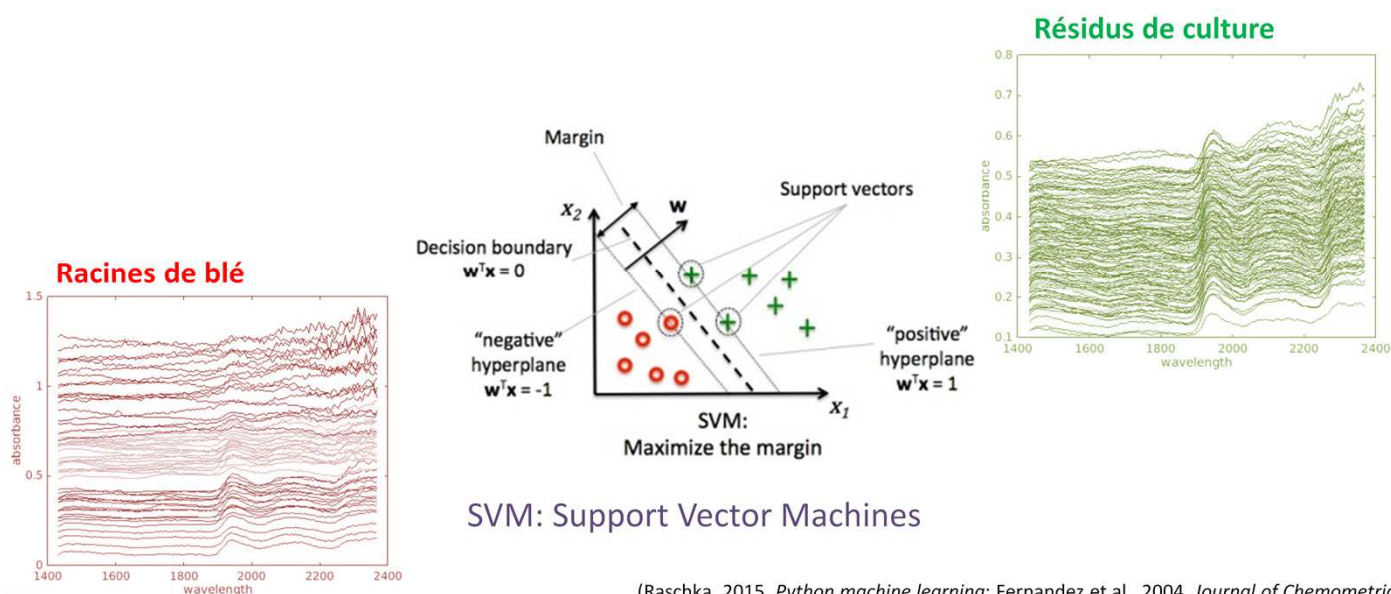 Résidus de culture
0.8
0.7
0.6
0.5
0.4
0.3
0.2
0.1
absorbance
1400 1600 1800 2000 2200 2400
wavelength
Margin
Support vectors
w
x2
Decision boundary
wTx = 0
"negative"
hyperplane
wTx = -1
"positive"
hyperplane
wTx = 1
x1
SVM:
Maximize the margin
Racines de blé
1.5
1
0.5
0
absorbance
1400 1600 1800 2000 2200 2400
wavelength
SVM: Support Vector Machines
(Raschka, 2015, Python machine learning; Fernandez et al., 2004, Journal of Chemometric